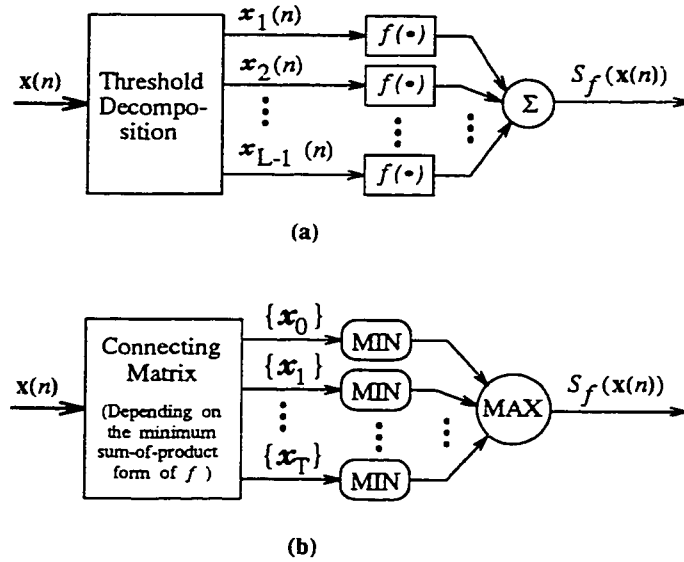 x(n)
Threshold
Decompo-
sition
x1(n)
x2(n)
xL-1 (n)
f(•)
f(•)
f(•)
Σ
Sf(x(n))
(a)
x(n)
Connecting
Matrix
(Depending on
the minimum
sum-of-product
form of f )
{x0}
{x1}
{xT}
MIN
MIN
MIN
MAX
Sf(x(n))
(b)